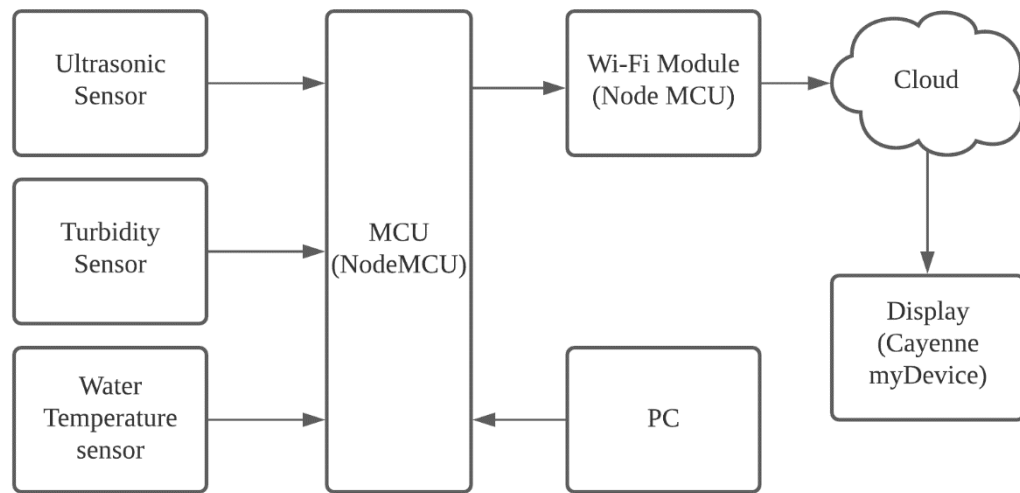 Ultrasonic
Sensor
Turbidity
Sensor
Water
Temperature
sensor
MCU
(NodeMCU)
Wi-Fi Module
(Node MCU)
PC
Cloud
Display
(Cayenne
myDevice)